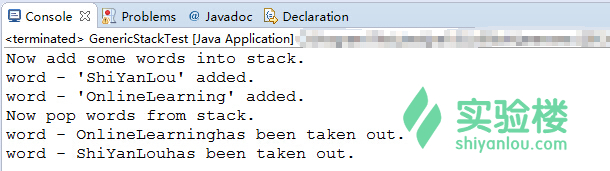 Console Problems @ Javadoc Declaration
<terminated> GenericStackTest [Java Application]
Now add some words into stack.
word - 'ShiYanLou' added.
word - 'OnlineLearning' added.
Now pop words from stack.
word - OnlineLearninghas been taken out.
word - ShiYanLouhas been taken out.
实验楼
shiyanlou.com